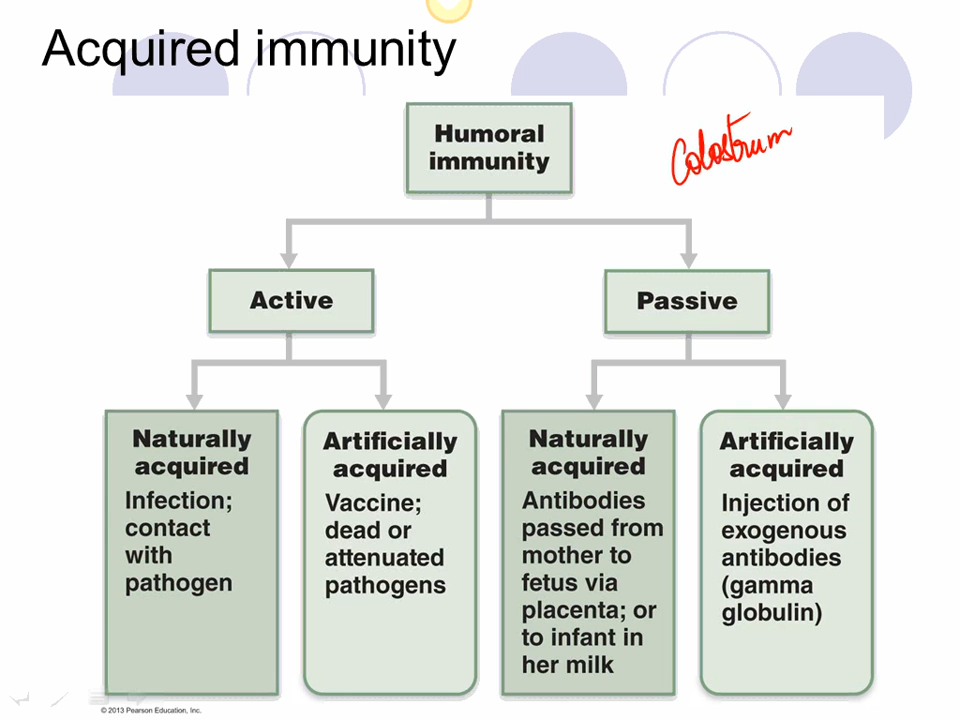 Acquired immunity
Humoral
immunity
Colostrum
Active
Passive
Naturally
acquired
Infection;
contact
with
pathogen
Artificially
acquired
Vaccine;
dead or
attenuated
pathogens
Naturally
acquired
Antibodies
passed from
mother to
fetus via
placenta; or
to infant in
her milk
Artificially
acquired
Injection of
exogenous
antibodies
(gamma
globulin)
© 2013 Pearson Education, Inc.